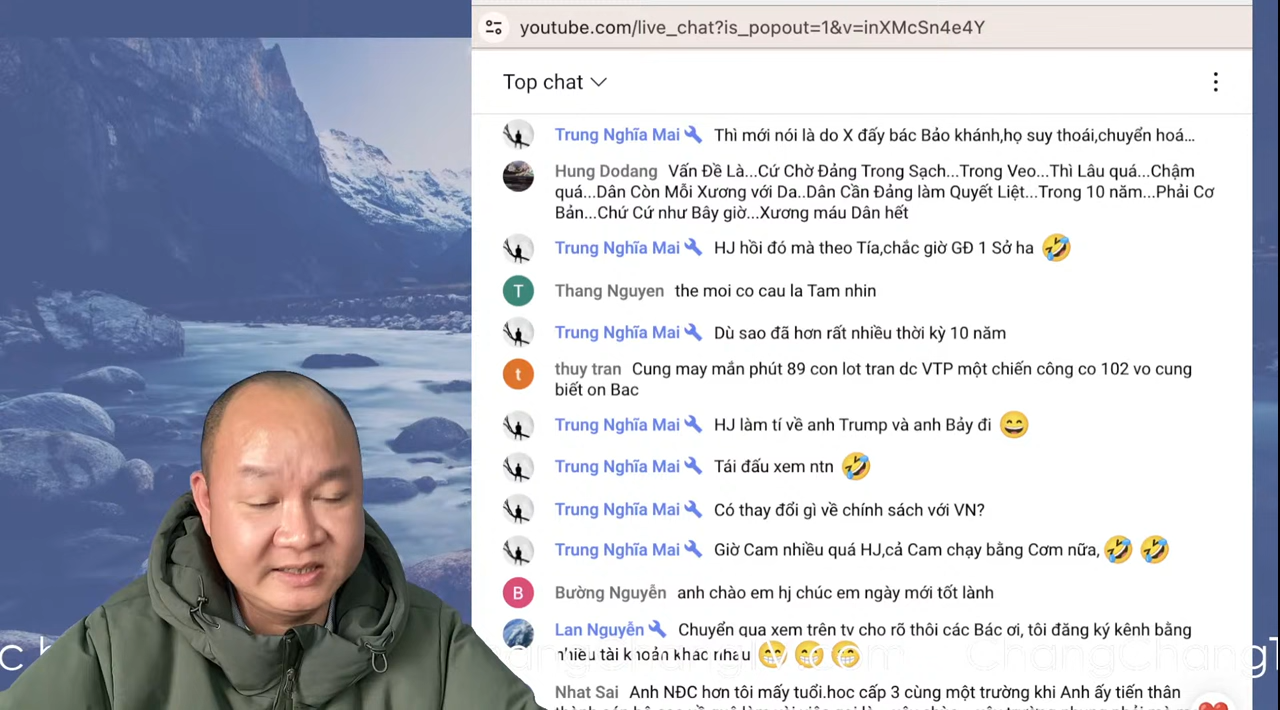 youtube.com/live_chat?is_popout=1&v=inXMcSn4e4Y
Top chat
Trung Nghĩa Mai Thì mới nói là do X đấy bác Bảo khánh,họ suy thoái,chuyển hoá...
Hung Dodang Vấn Đề Là...Cứ Chờ Đảng Trong Sạch...Trong Veo...Thì Lâu quá...Chậm
quá...Dân Còn Mỗi Xương với Da..Dân Cần Đảng làm Quyết Liệt...Trong 10 năm...Phải Cơ
Bản...Chứ Cứ như Bây giờ...Xương máu Dân hết
Trung Nghĩa Mai HJ hồi đó mà theo Tía,chắc giờ GĐ 1 Sở ha 🤣
T Thang Nguyen the moi co cau la Tam nhin
Trung Nghĩa Mai Dù sao đã hơn rất nhiều thời kỳ 10 năm
t thuy tran Cung may mắn phút 89 con lot tran dc VTP một chiến công co 102 vo cung
biết on Bac
Trung Nghĩa Mai HJ làm tí về anh Trump và anh Bảy đi 😄
Trung Nghĩa Mai Tái đấu xem ntn 🤣
Trung Nghĩa Mai Có thay đổi gì về chính sách với VN?
Trung Nghĩa Mai Giờ Cam nhiều quá HJ,cả Cam chạy bằng Cơm nữa, 🤣 🤣
B Bường Nguyễn anh chào em hj chúc em ngày mới tốt lành
Lan Nguyễn Chuyển qua xem trên tv cho rõ thôi các Bác ơi, tôi đăng ký kênh bằng
nhiều tài khoản khác nhau 😁 😁 😁
Nhat Sai Anh NĐC hơn tôi mấy tuổi.hoc cấp 3 cùng một trường khi Anh ấy tiến thân